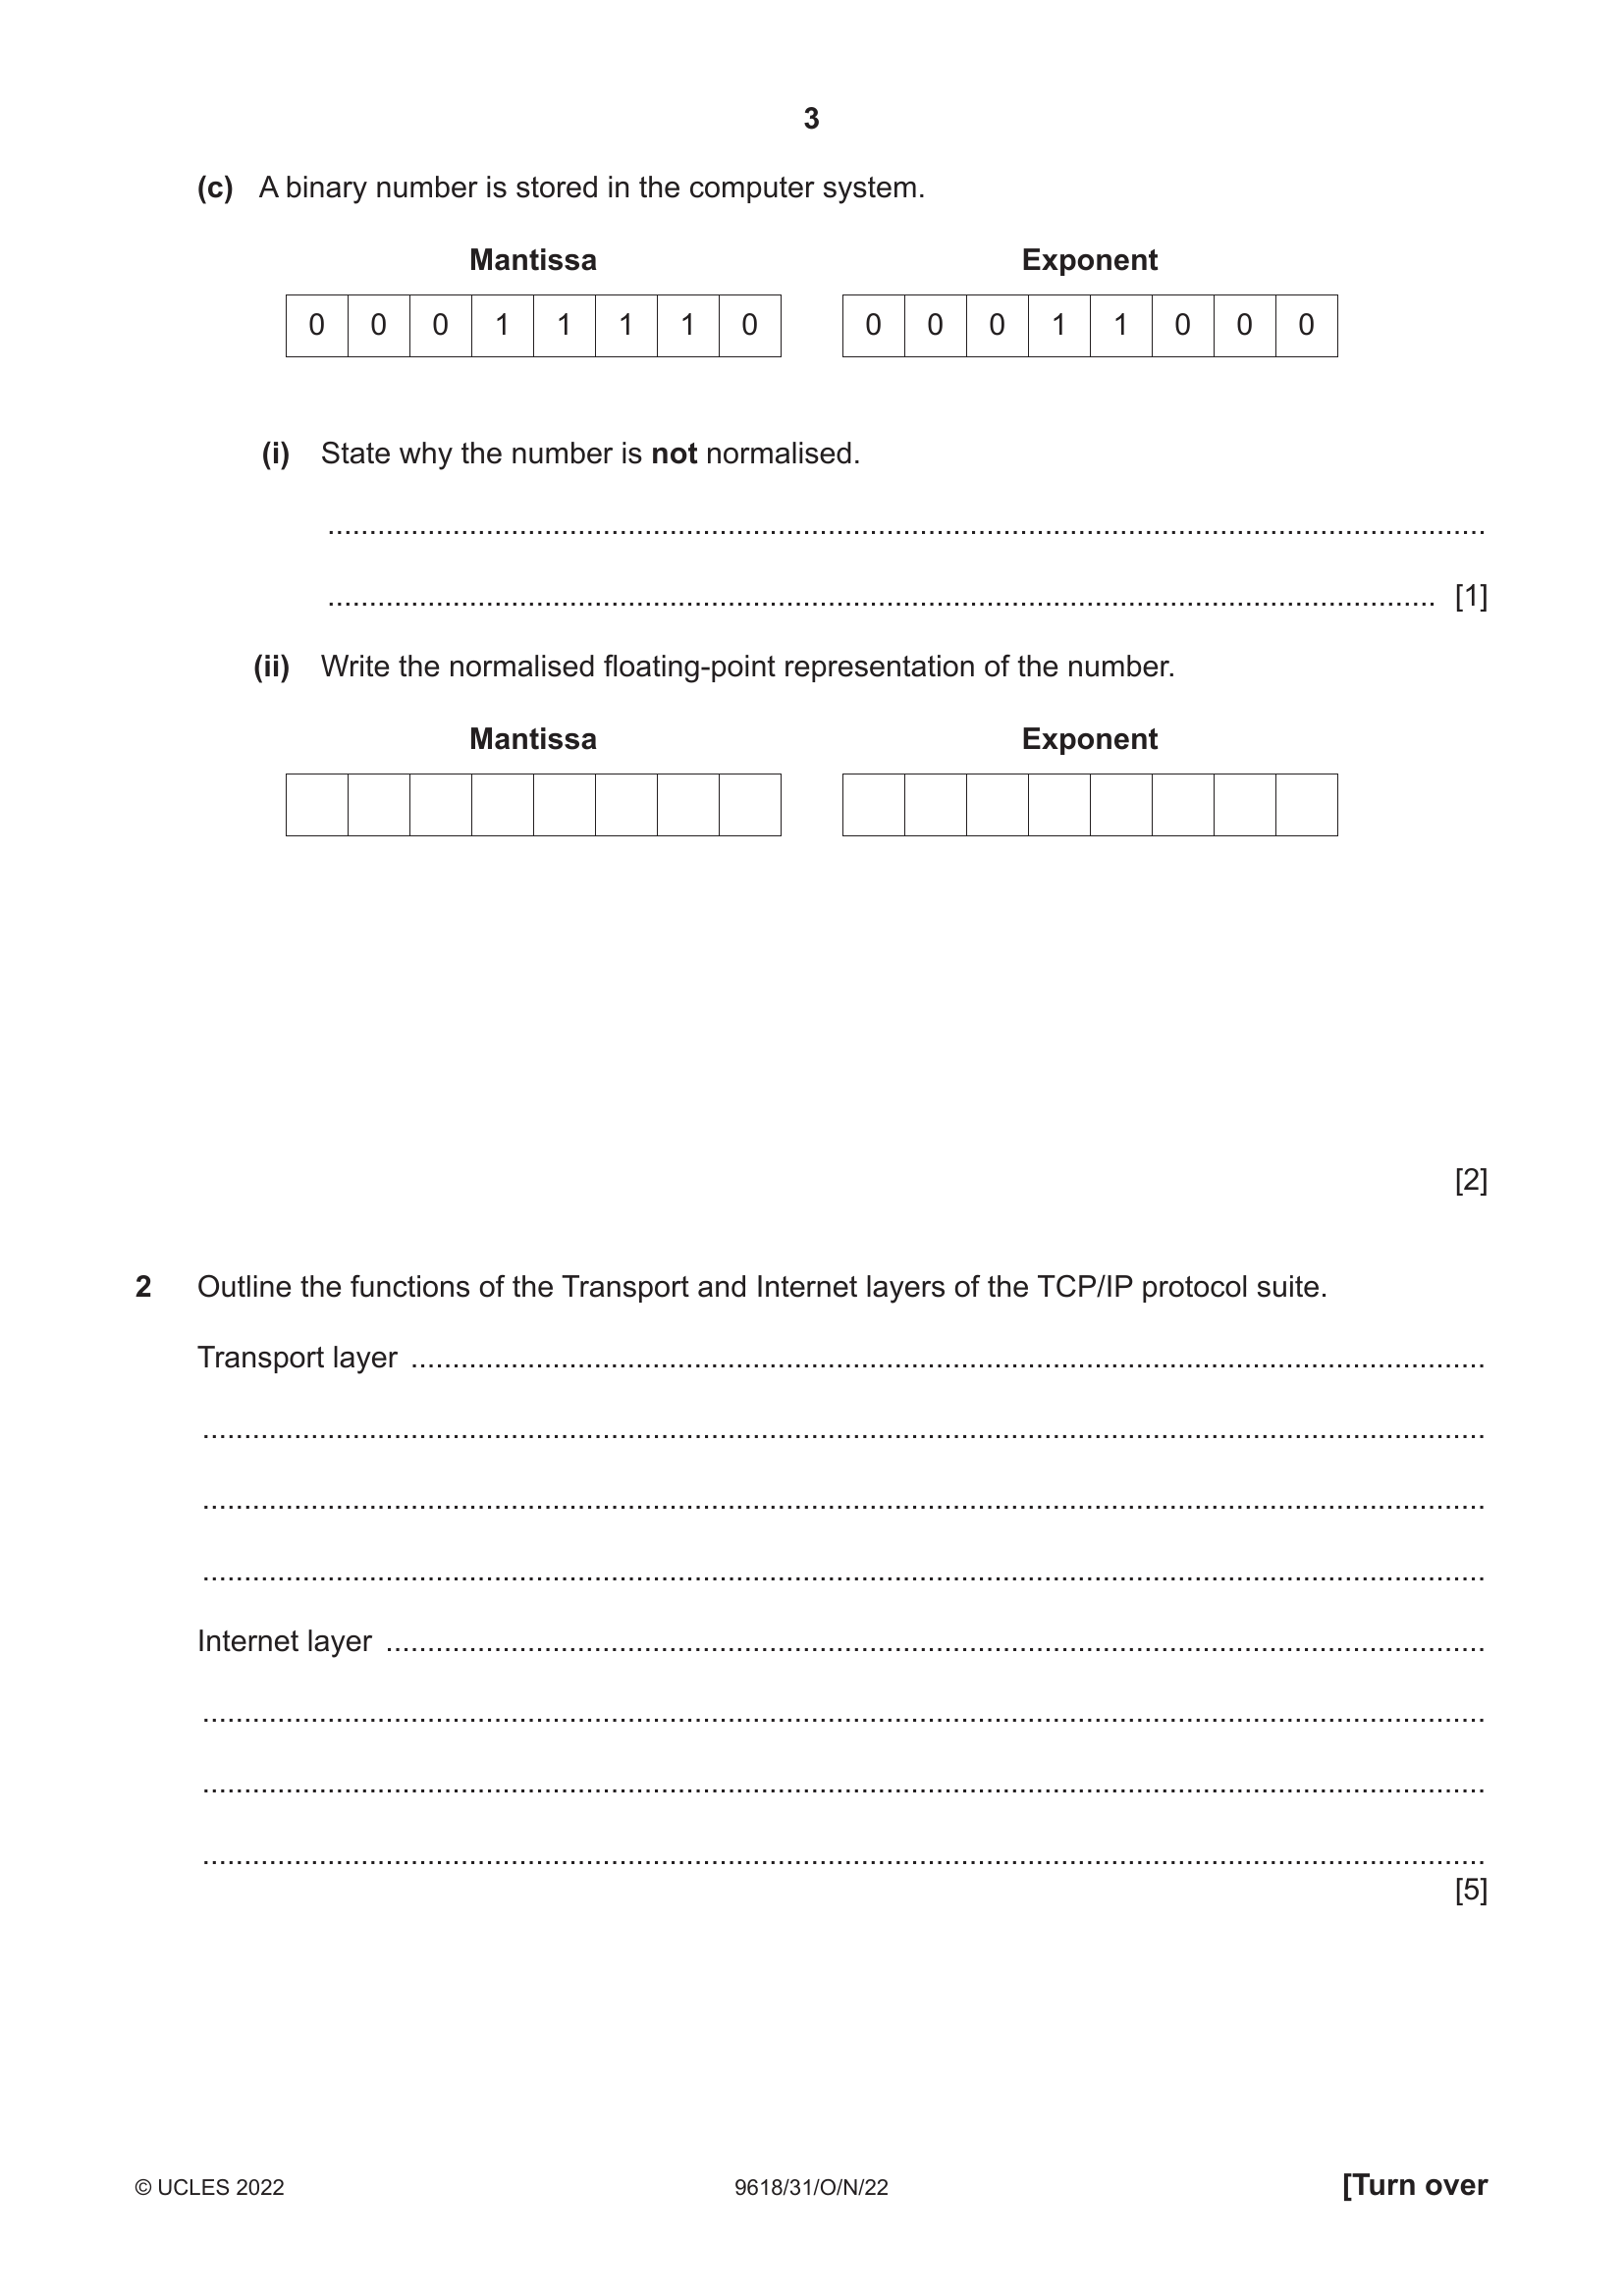 3
(c) A binary number is stored in the computer system.
Mantissa Exponent
0 0 0 1 1 1 1 0 0 0 0 1 1 0 0 0
(i) State why the number is not normalised.
..........................................................................................................................................
.................................................................................................................................... [1]
(ii) Write the normalised floating-point representation of the number.
Mantissa Exponent
[2]
2 Outline the functions of the Transport and Internet layers of the TCP/IP protocol suite.
Transport layer ................................................................................................................................
.........................................................................................................................................................
.........................................................................................................................................................
.........................................................................................................................................................
Internet layer ...................................................................................................................................
.........................................................................................................................................................
.........................................................................................................................................................
.........................................................................................................................................................
[5]
© UCLES 2022 9618/31/O/N/22 [Turn over